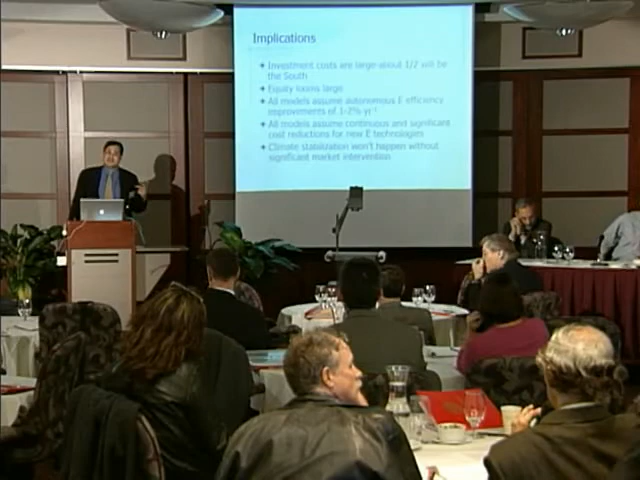 Implications
+ Investment costs are large-about 1/2 will be
the South
+ Equity looms large
+ All models assume autonomous E efficiency
improvements of 1-2% yr⁻¹
+ All models assume continuous and significant
cost reductions for new E technologies
+ Climate stabilization won't happen without
significant market intervention